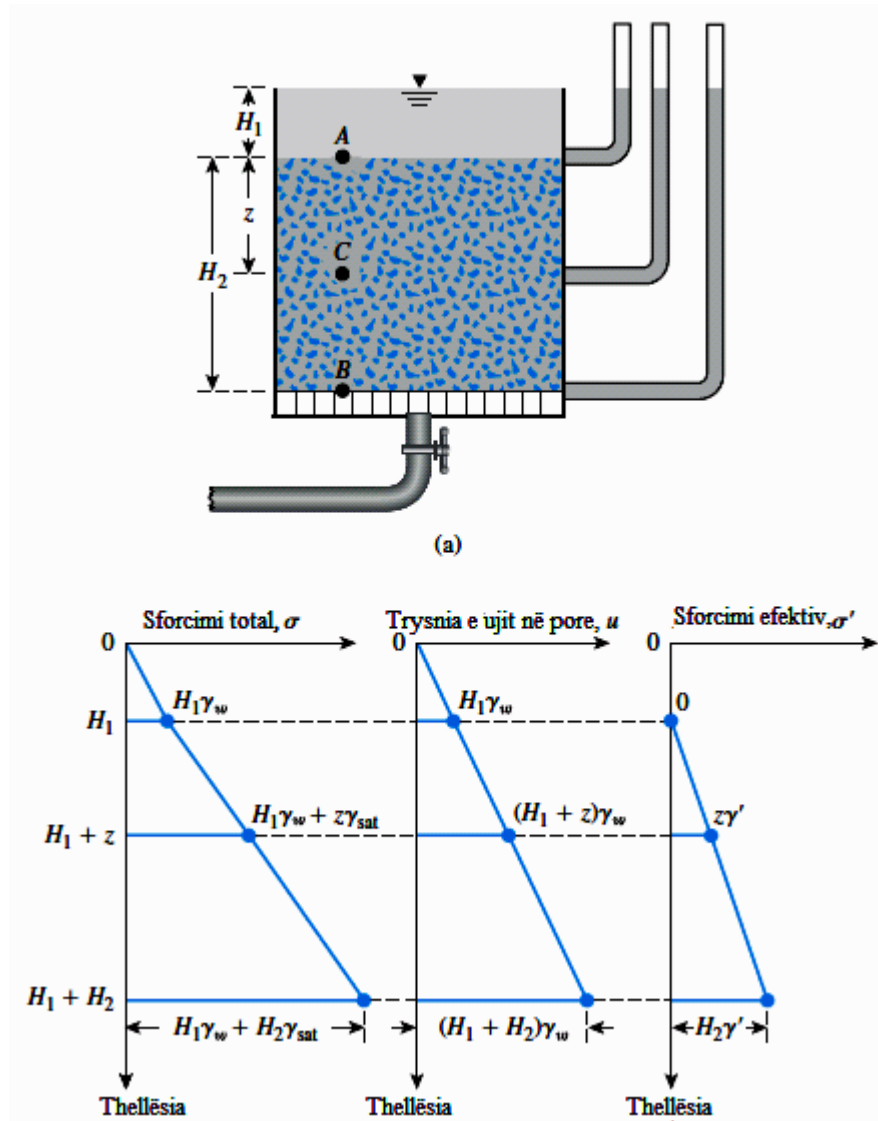 H₁
A
z
C
H₂
B
(a)
Sforcimi total, σ
Trysnia e ujit në pore, u
Sforcimi efektiv, σ′
0
0
0
H₁
H₁γw
H₁γw
0
H₁ + z
H₁γw + zγsat
(H₁ + z)γw
zγ′
H₁ + H₂
H₁γw + H₂γsat
(H₁ + H₂)γw
H₂γ′
Thellësia
Thellësia
Thellësia